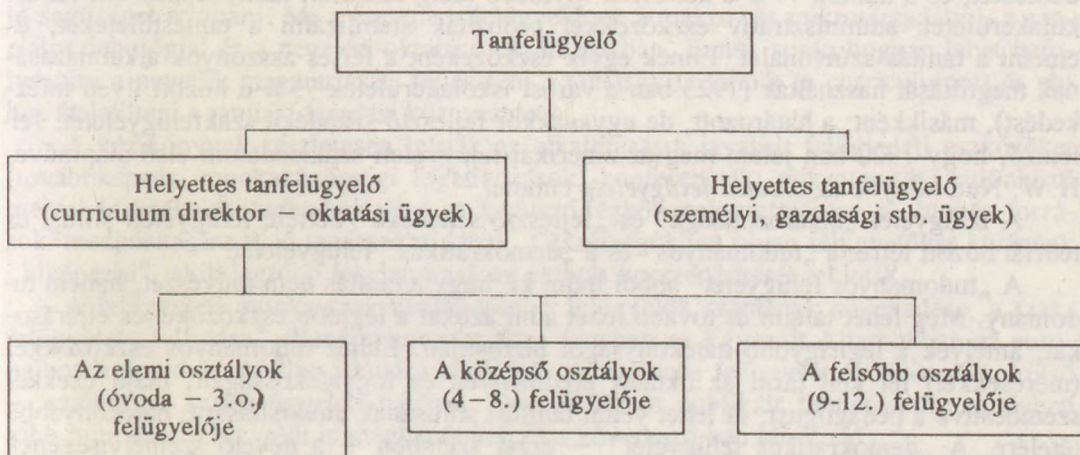 Tanfelügyelő
Helyettes tanfelügyelő
(curriculum direktor – oktatási ügyek)
Helyettes tanfelügyelő
(személyi, gazdasági stb. ügyek)
Az elemi osztályok
(óvoda – 3.o.)
felügyelője
A középső osztályok
(4–8.) felügyelője
A felsőbb osztályok
(9-12.) felügyelője